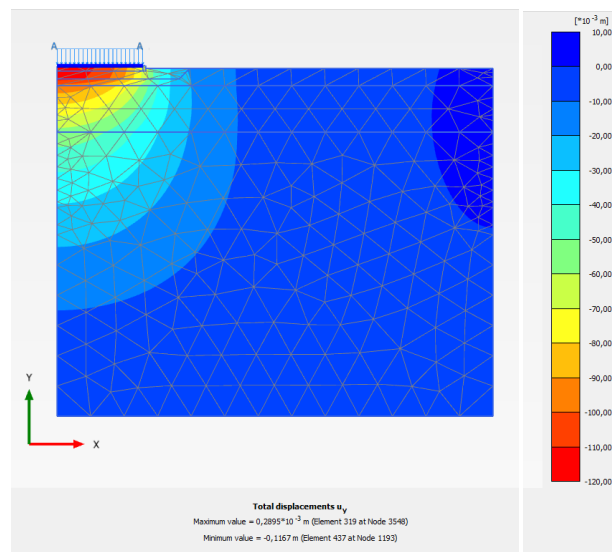 [*10⁻³ m]
A A
10,00
0,00
-10,00
-20,00
-30,00
-40,00
-50,00
-60,00
-70,00
-80,00
-90,00
-100,00
-110,00
-120,00
Y
X
Total displacements uy
Maximum value = 0,2895*10⁻³ m (Element 319 at Node 3548)
Minimum value = -0,1167 m (Element 437 at Node 1193)